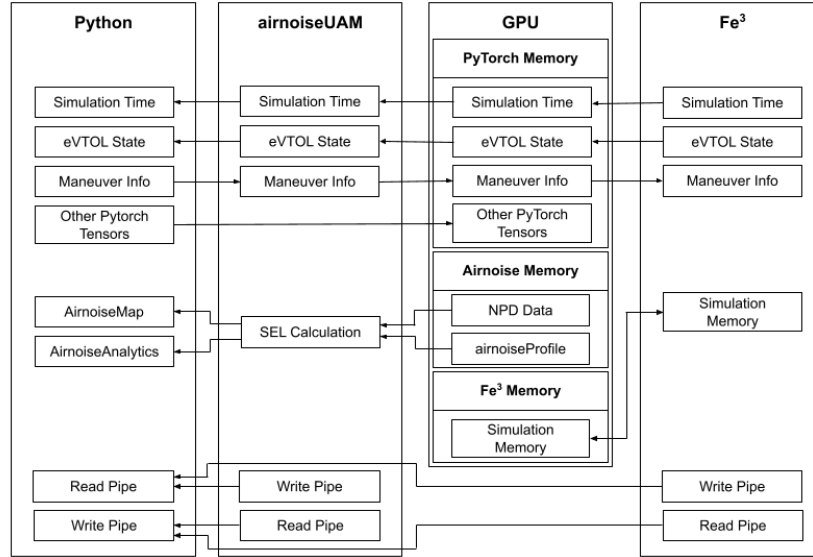 Python
airnoiseUAM
GPU
Fe³
PyTorch Memory
Simulation Time
Simulation Time
Simulation Time
Simulation Time
eVTOL State
eVTOL State
eVTOL State
eVTOL State
Maneuver Info
Maneuver Info
Maneuver Info
Maneuver Info
Other Pytorch
Tensors
Other PyTorch
Tensors
Airnoise Memory
AirnoiseMap
NPD Data
Simulation
Memory
SEL Calculation
AirnoiseAnalytics
airnoiseProfile
Fe³ Memory
Simulation
Memory
Read Pipe
Write Pipe
Write Pipe
Write Pipe
Read Pipe
Read Pipe